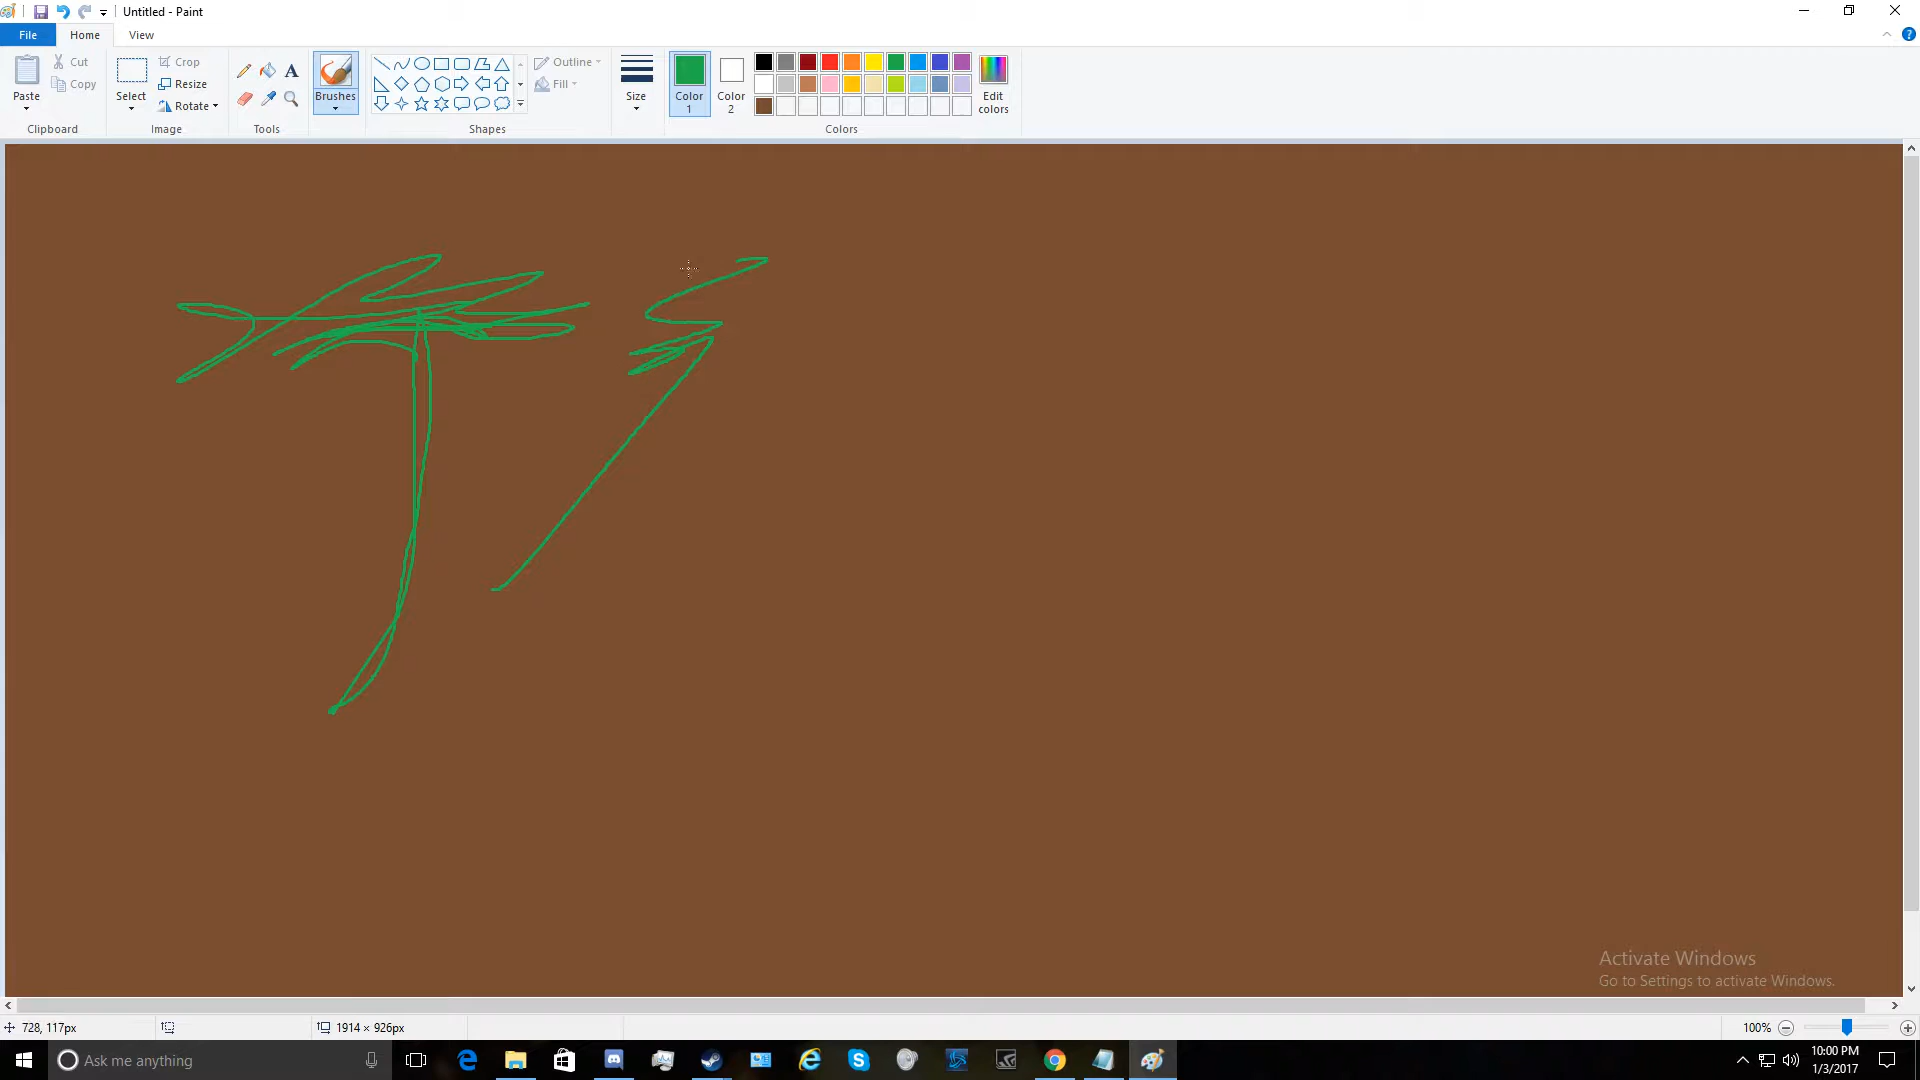 Untitled - Paint
File Home View
Paste
Cut
Copy
Clipboard
Select
Crop
Resize
Rotate
Image
Tools
Brushes
Shapes
Outline
Fill
Size
Color 1
Color 2
Edit colors
Colors
Activate Windows
Go to Settings to activate Windows.
728, 117px
1914 × 926px
100%
Ask me anything
10:00 PM
1/3/2017